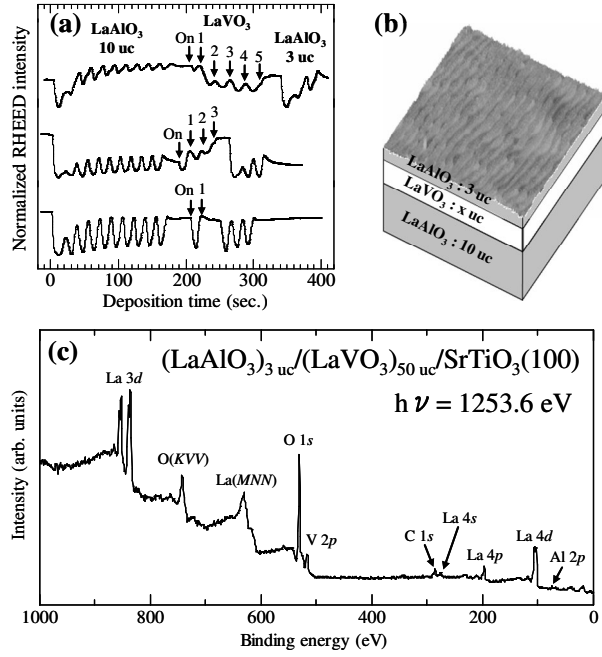 (a)
LaAlO₃
10 uc
LaVO₃
LaAlO₃
3 uc
On 1
2 3 4 5
On
1 2 3
On 1
Normalized RHEED intensity
0 100 200 300 400
Deposition time (sec.)
(b)
LaAlO₃ : 3 uc
LaVO₃ : x uc
LaAlO₃ : 10 uc
(c)
(LaAlO₃)₃ uc/(LaVO₃)₅₀ uc/SrTiO₃(100)
h ν = 1253.6 eV
La 3d
O(KVV)
La(MNN)
O 1s
V 2p
C 1s
La 4s
La 4p
La 4d
Al 2p
Intensity (arb. units)
1000 800 600 400 200 0
Binding energy (eV)